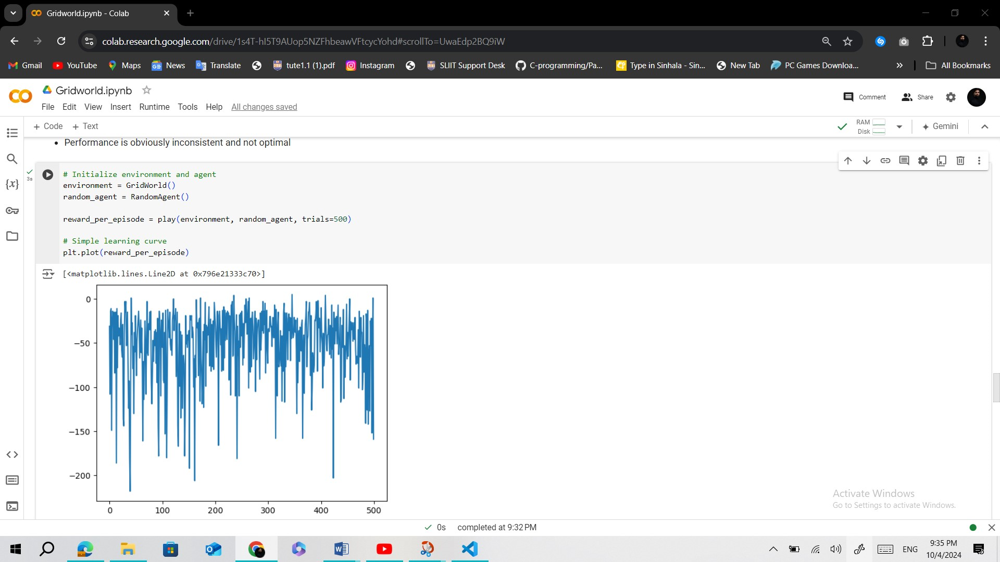 Gridworld.ipynb - Colab
colab.research.google.com/drive/1s4T-hI5T9AUop5NZFhbeawVFtcycYohd#scrollTo=UwaEdp2BQ9iW
Gmail YouTube Maps News Translate tute1.1 (1).pdf Instagram SLIIT Support Desk C-programming/Pa... Type in Sinhala - Sin... New Tab PC Games Downloa... » All Bookmarks
Gridworld.ipynb
Comment Share
File Edit View Insert Runtime Tools Help All changes saved
+ Code + Text
RAM
Disk
Gemini
• Performance is obviously inconsistent and not optimal
3s
# Initialize environment and agent
environment = GridWorld()
random_agent = RandomAgent()
reward_per_episode = play(environment, random_agent, trials=500)
# Simple learning curve
plt.plot(reward_per_episode)
[<matplotlib.lines.Line2D at 0x796e21333c70>]
0
−50
−100
−150
−200
0 100 200 300 400 500
Activate Windows
Go to Settings to activate Windows.
0s completed at 9:32 PM
ENG
9:35 PM
10/4/2024